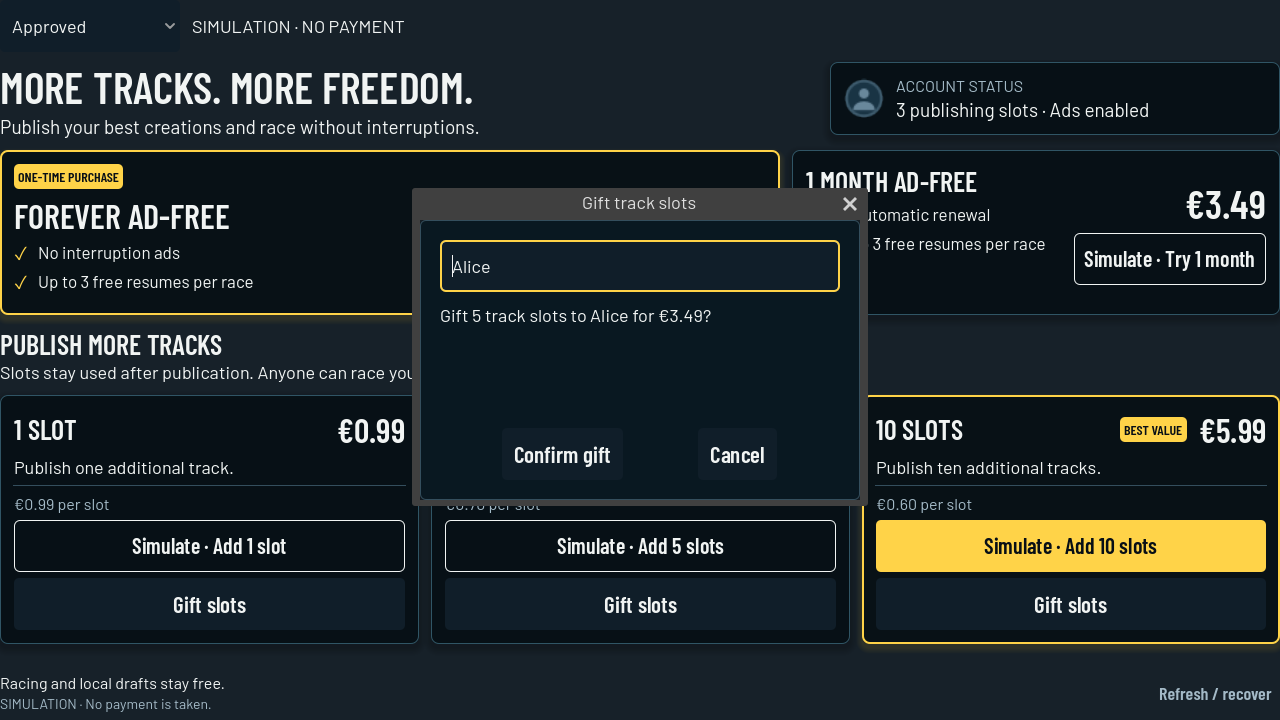 Approved
SIMULATION · NO PAYMENT
MORE TRACKS. MORE FREEDOM.
Publish your best creations and race without interruptions.
ACCOUNT STATUS
3 publishing slots · Ads enabled
ONE-TIME PURCHASE
FOREVER AD-FREE
✓ No interruption ads
✓ Up to 3 free resumes per race
1 MONTH AD-FREE
automatic renewal
3 free resumes per race
€3.49
Simulate · Try 1 month
Gift track slots
Alice
Gift 5 track slots to Alice for €3.49?
Confirm gift
Cancel
PUBLISH MORE TRACKS
Slots stay used after publication. Anyone can race
1 SLOT
€0.99
Publish one additional track.
€0.99 per slot
Simulate · Add 1 slot
Gift slots
per slot
Simulate · Add 5 slots
Gift slots
10 SLOTS
BEST VALUE
€5.99
Publish ten additional tracks.
€0.60 per slot
Simulate · Add 10 slots
Gift slots
Racing and local drafts stay free.
SIMULATION · No payment is taken.
Refresh / recover